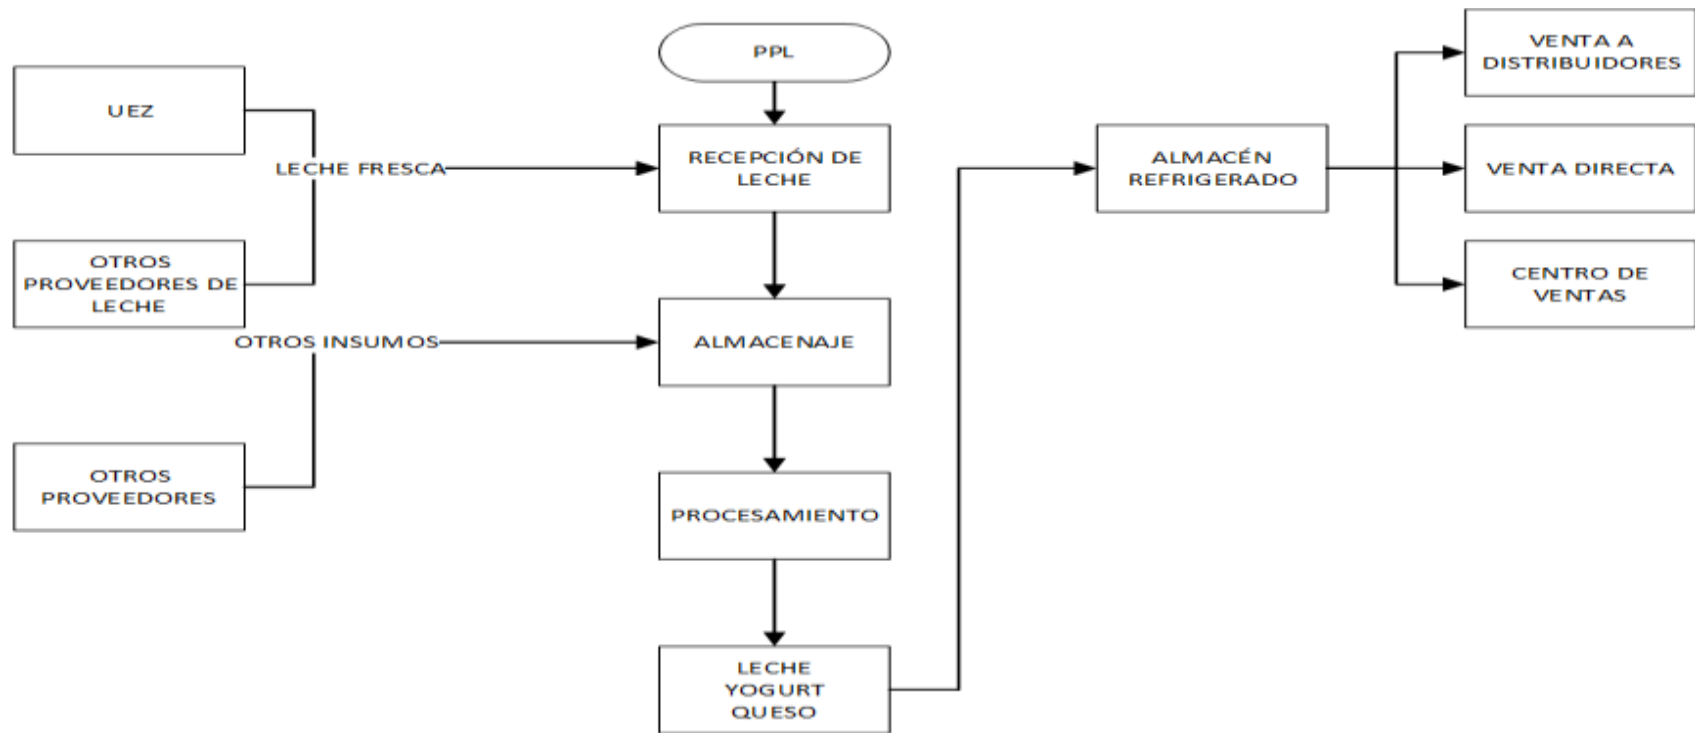 PPL
UEZ
LECHE FRESCA
OTROS
PROVEEDORES DE
LECHE
OTROS INSUMOS
OTROS
PROVEEDORES
RECEPCIÓN DE
LECHE
ALMACENAJE
PROCESAMIENTO
LECHE
YOGURT
QUESO
ALMACÉN
REFRIGERADO
VENTA A
DISTRIBUIDORES
VENTA DIRECTA
CENTRO DE
VENTAS